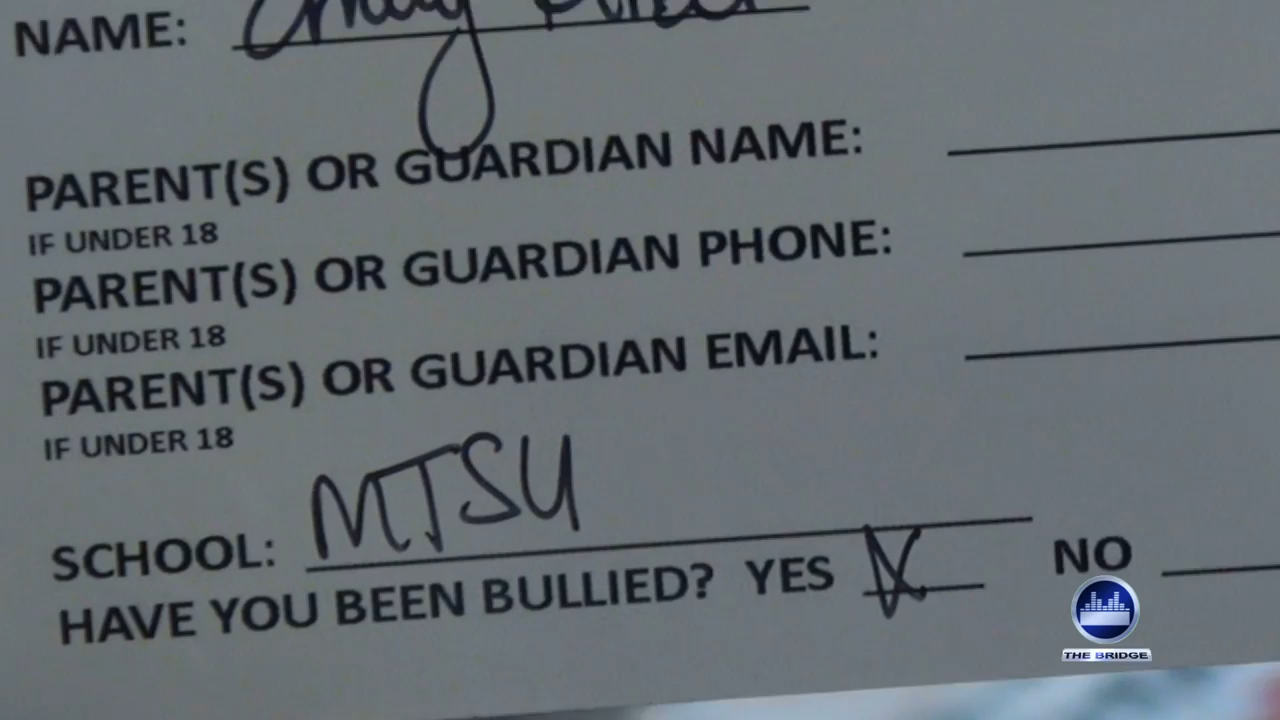 NAME:
PARENT(S) OR GUARDIAN NAME:
IF UNDER 18
PARENT(S) OR GUARDIAN PHONE:
IF UNDER 18
PARENT(S) OR GUARDIAN EMAIL:
IF UNDER 18
SCHOOL: MTSU
HAVE YOU BEEN BULLIED? YES X NO
THE BRIDGE